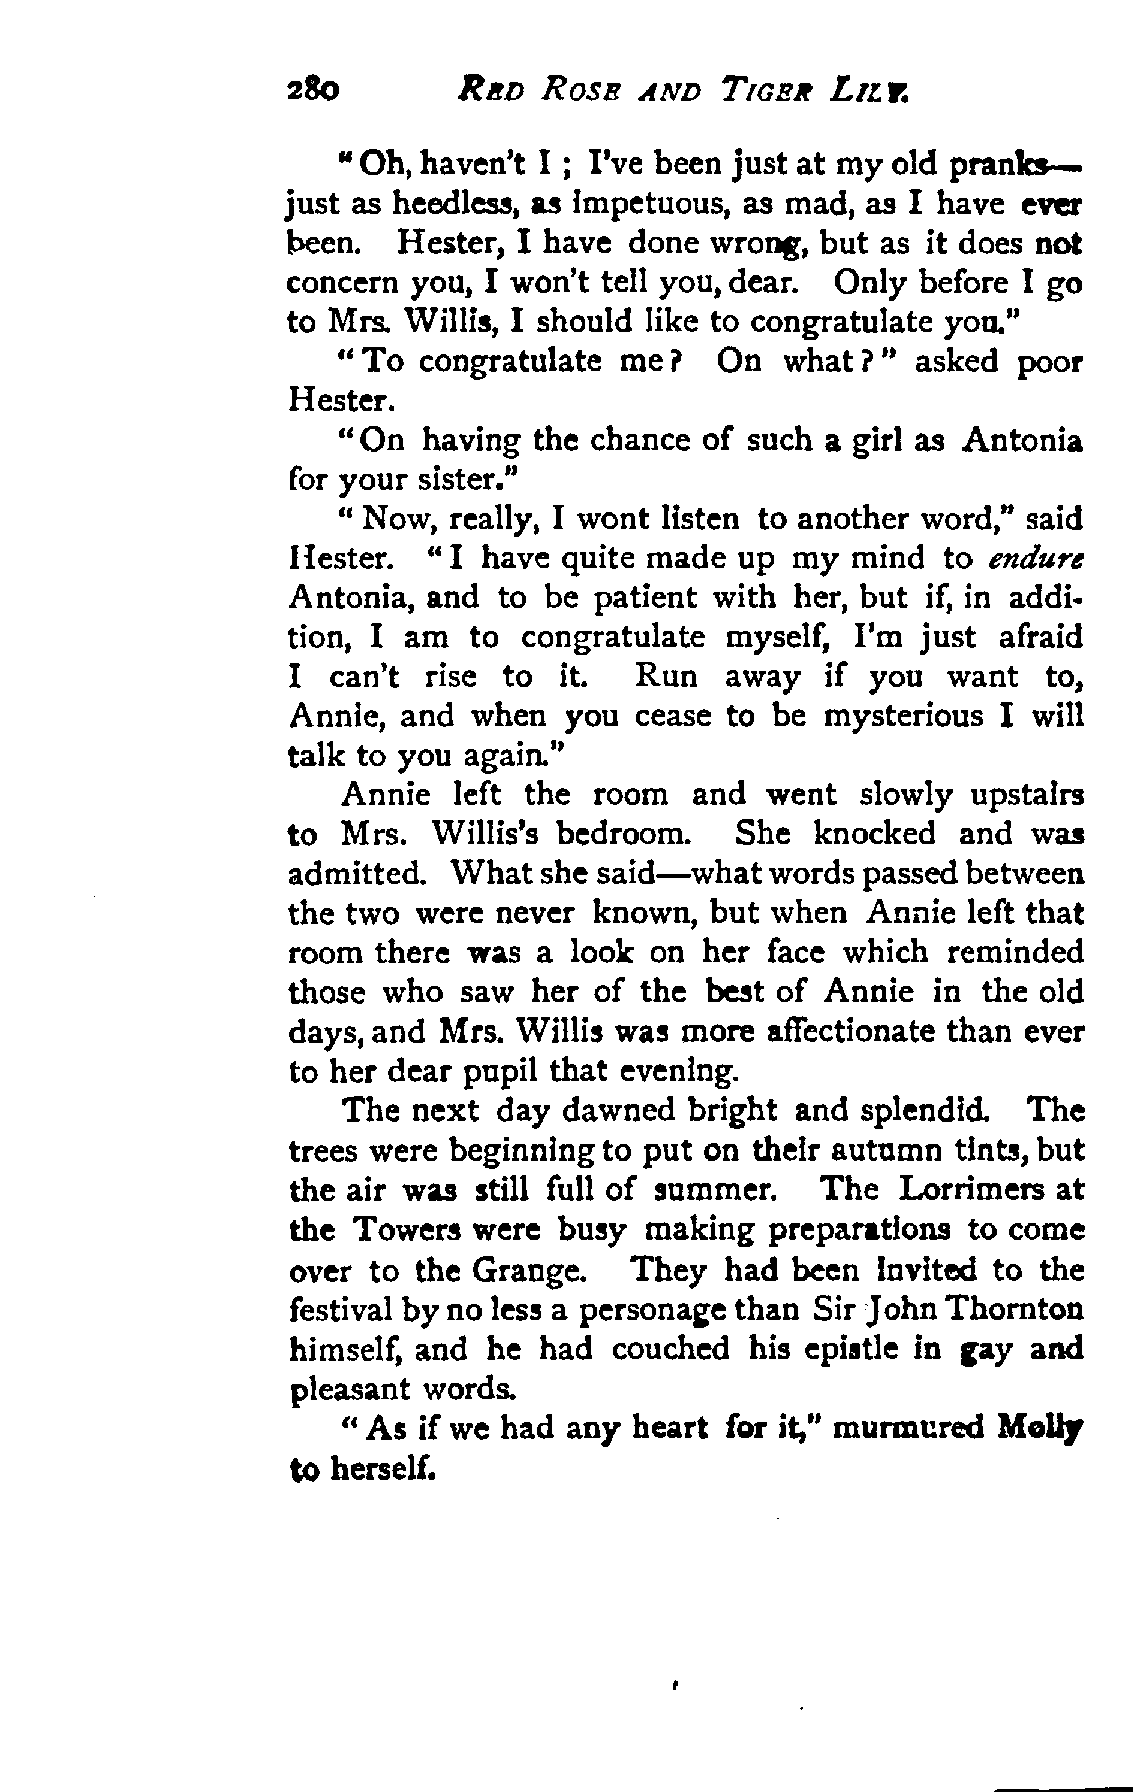 280 RED ROSE AND TIGER LILY.
"Oh, haven't I ; I've been just at my old pranks—
just as heedless, as impetuous, as mad, as I have ever
been. Hester, I have done wrong, but as it does not
concern you, I won't tell you, dear. Only before I go
to Mrs. Willis, I should like to congratulate you."
"To congratulate me? On what?" asked poor
Hester.
"On having the chance of such a girl as Antonia
for your sister."
"Now, really, I wont listen to another word," said
Hester. "I have quite made up my mind to endure
Antonia, and to be patient with her, but if, in addi-
tion, I am to congratulate myself, I'm just afraid
I can't rise to it. Run away if you want to,
Annie, and when you cease to be mysterious I will
talk to you again."
Annie left the room and went slowly upstairs
to Mrs. Willis's bedroom. She knocked and was
admitted. What she said—what words passed between
the two were never known, but when Annie left that
room there was a look on her face which reminded
those who saw her of the best of Annie in the old
days, and Mrs. Willis was more affectionate than ever
to her dear pupil that evening.
The next day dawned bright and splendid. The
trees were beginning to put on their autumn tints, but
the air was still full of summer. The Lorrimers at
the Towers were busy making preparations to come
over to the Grange. They had been invited to the
festival by no less a personage than Sir John Thornton
himself, and he had couched his epistle in gay and
pleasant words.
"As if we had any heart for it," murmured Molly
to herself.